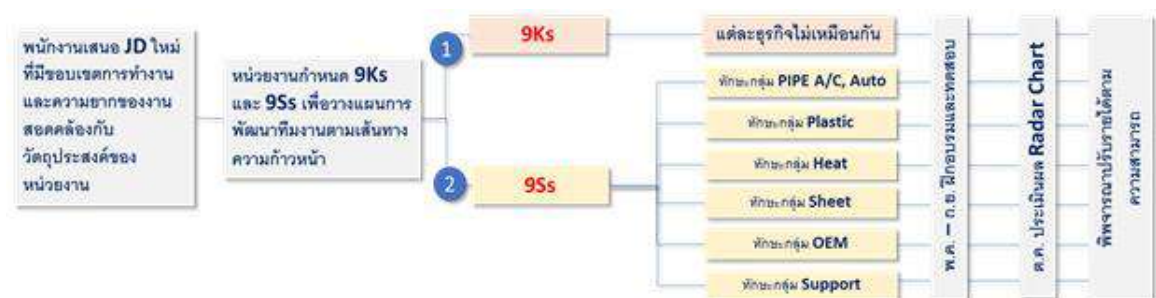 พนักงานเสนอ JD ใหม่
ที่มีขอบเขตการทำงาน
และความยากของงาน
สอดคล้องกับ
วัตถุประสงค์ของ
หน่วยงาน
หน่วยงานกำหนด 9Ks
และ 9Ss เพื่อวางแผนการ
พัฒนาทีมงานตามเส้นทาง
ความก้าวหน้า
1
9Ks
แต่ละธุรกิจไม่เหมือนกัน
2
9Ss
ทักษะกลุ่ม PIPE A/C, Auto
ทักษะกลุ่ม Plastic
ทักษะกลุ่ม Heat
ทักษะกลุ่ม Sheet
ทักษะกลุ่ม OEM
ทักษะกลุ่ม Support
พ.ค. – ก.ย. ฝึกอบรมและทดสอบ
ต.ค. ประเมินผล Radar Chart
พิจารณาปรับรายได้ตาม
ความสามารถ